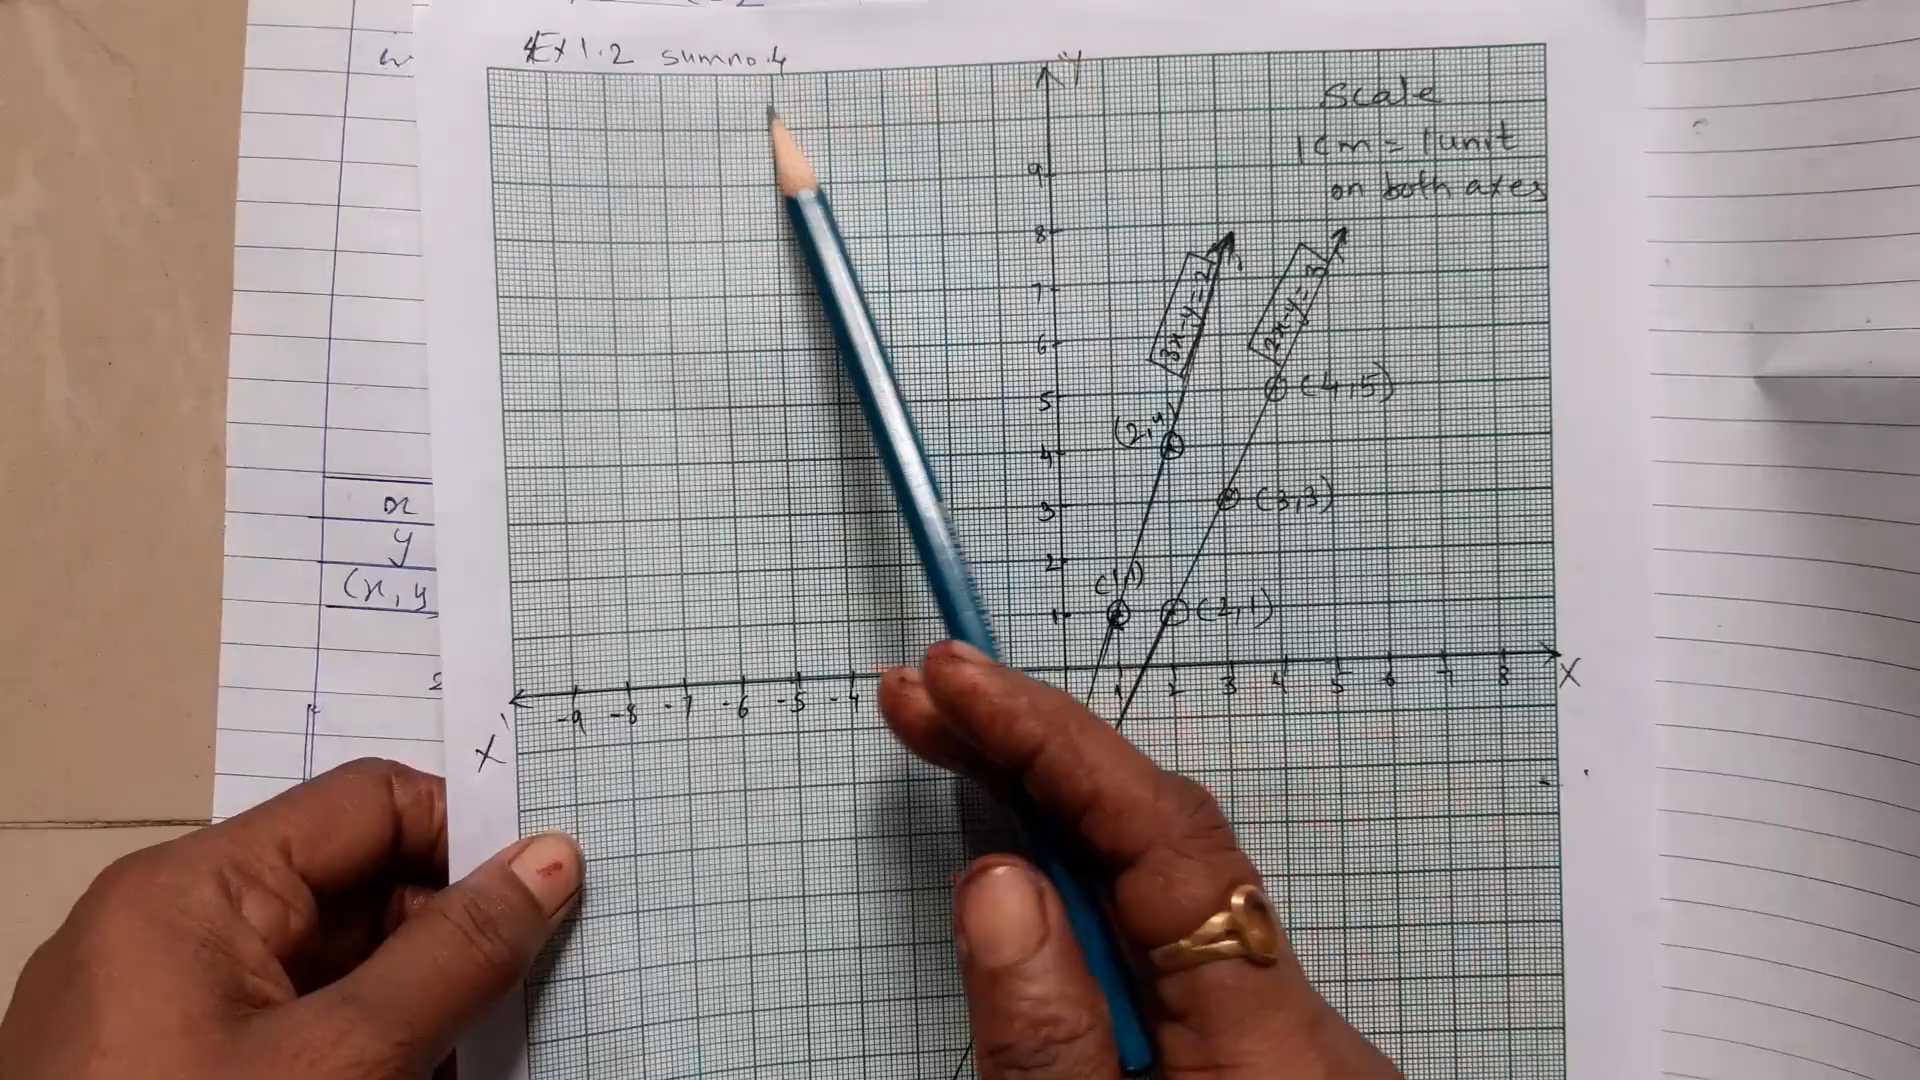 Ex 1.2 sum no.4
Y
Scale
1cm = 1unit
on both axes
9
8
7
6
5
4
3
2
1
3x-y=2
2x-y=3
(4,5)
(2,4)
(3,3)
(1,1)
(2,1)
-9 -8 -7 -6 -5 -4 1 2 3 4 5 6 7 8
X
X'
x
y
(x, y